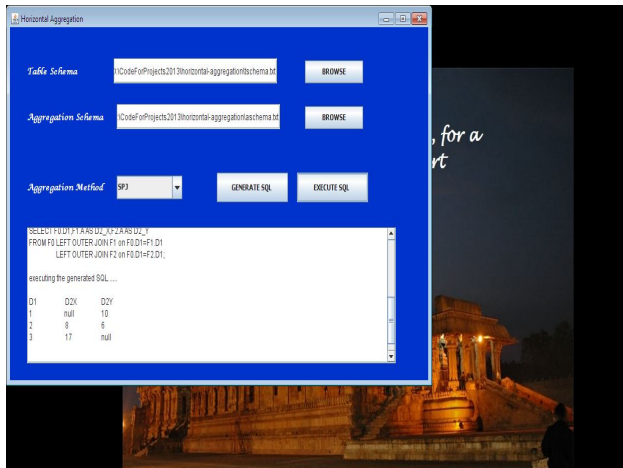 Horizontal Aggregation
Table Schema
\CodeForProjects2013\horizontal-aggregation\tschema.txt
BROWSE
Aggregation Schema
\CodeForProjects2013\horizontal-aggregation\aschema.txt
BROWSE
, for a
Aggregation Method
SPJ
GENERATE SQL
EXECUTE SQL
SELECT F0.D1,F1.A AS D2_X,F2.A AS D2_Y
FROM F0 LEFT OUTER JOIN F1 on F0.D1=F1.D1
LEFT OUTER JOIN F2 on F0.D1=F2.D1;
executing the generated SQL .....
D1 D2X D2Y
1 null 10
2 8 6
3 17 null